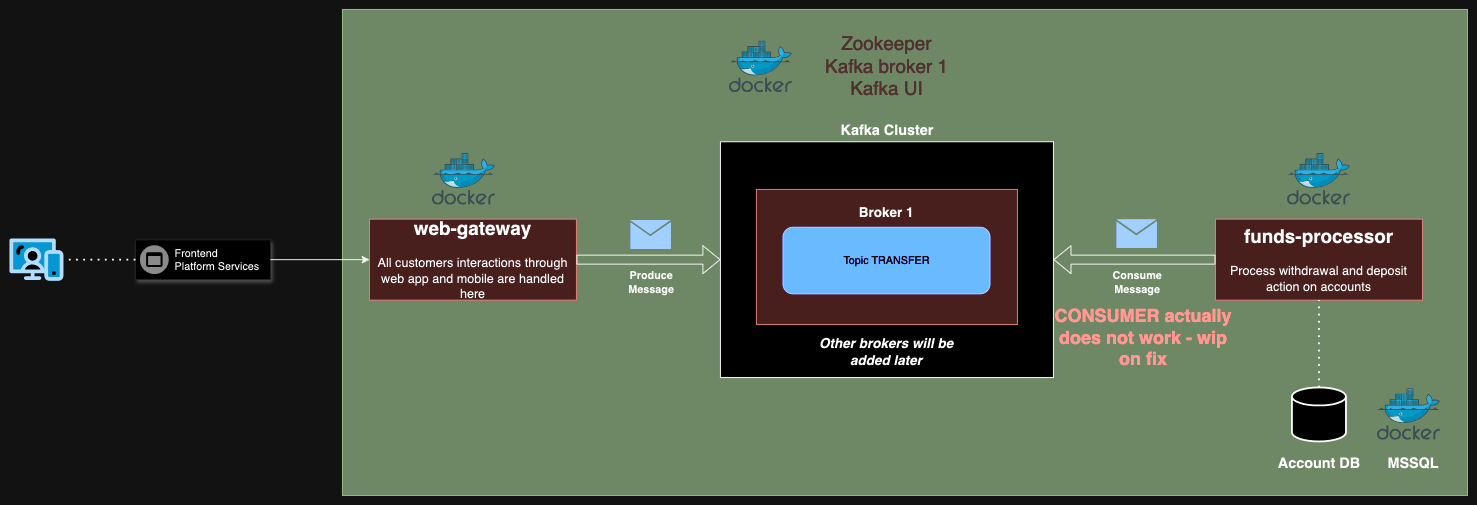 docker
Zookeeper
Kafka broker 1
Kafka UI
Kafka Cluster
docker
docker
web-gateway
All customers interactions through
web app and mobile are handled
here
Frontend
Platform Services
Produce
Message
Broker 1
Topic TRANSFER
Other brokers will be
added later
Consume
Message
CONSUMER actually
does not work - wip
on fix
funds-processor
Process withdrawal and deposit
action on accounts
docker
Account DB
MSSQL